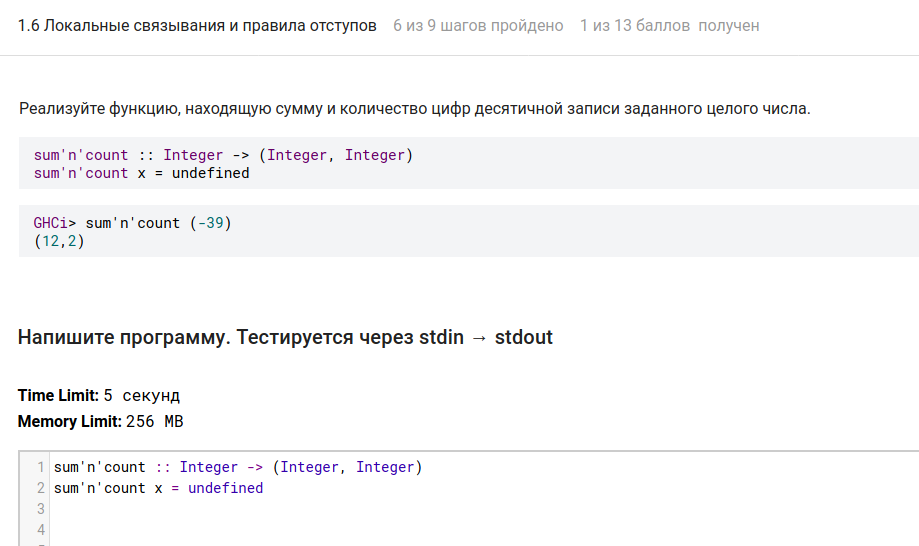 1.6 Локальные связывания и правила отступов 6 из 9 шагов пройдено 1 из 13 баллов получен
Реализуйте функцию, находящую сумму и количество цифр десятичной записи заданного целого числа.
sum'n'count :: Integer -> (Integer, Integer)
sum'n'count x = undefined
GHCi> sum'n'count (-39)
(12,2)
Напишите программу. Тестируется через stdin → stdout
Time Limit: 5 секунд
Memory Limit: 256 MB
1 sum'n'count :: Integer -> (Integer, Integer)
2 sum'n'count x = undefined
3
4